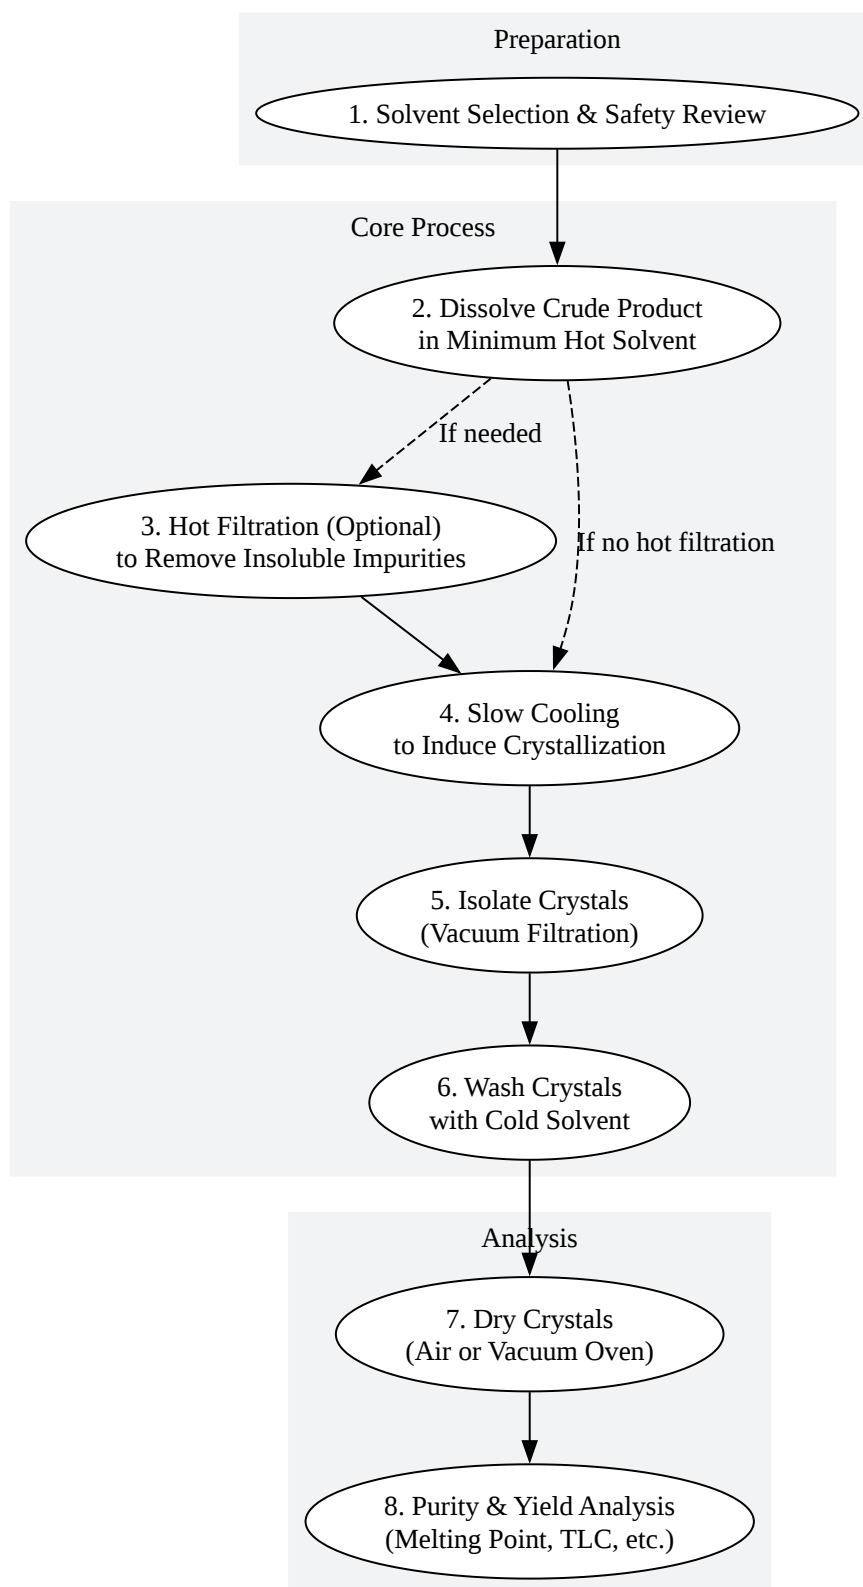 Preparation
1. Solvent Selection & Safety Review
Core Process
2. Dissolve Crude Product
in Minimum Hot Solvent
If needed
3. Hot Filtration (Optional)
to Remove Insoluble Impurities
If no hot filtration
4. Slow Cooling
to Induce Crystallization
5. Isolate Crystals
(Vacuum Filtration)
6. Wash Crystals
with Cold Solvent
Analysis
7. Dry Crystals
(Air or Vacuum Oven)
8. Purity & Yield Analysis
(Melting Point, TLC, etc.)